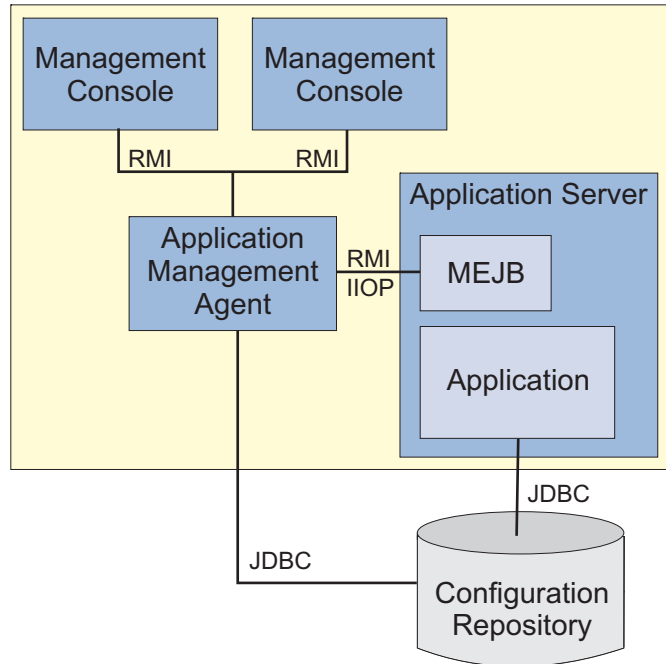 Management
Console
Management
Console
RMI
RMI
Application Server
Application
Management
Agent
RMI
IIOP
MEJB
Application
JDBC
JDBC
Configuration
Repository